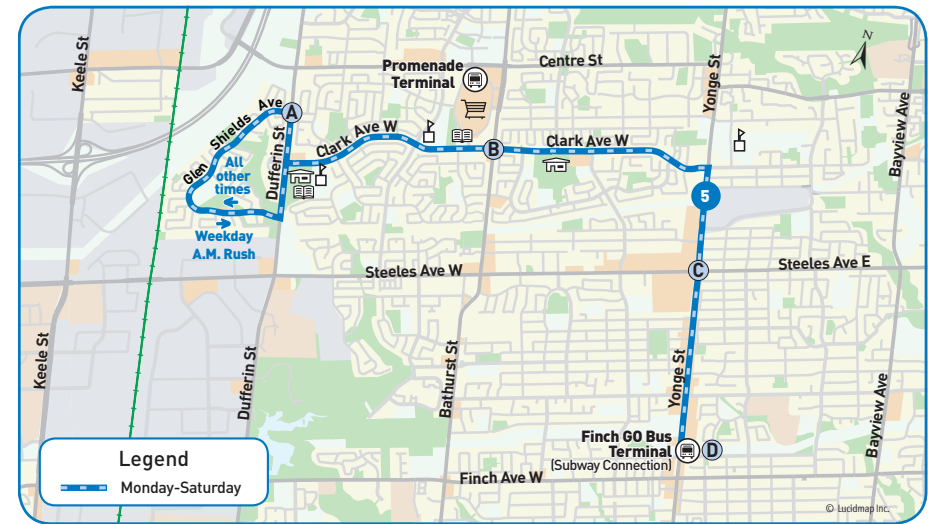 Keele St
Centre St
Promenade
Terminal
Yonge St
N
Bayview Ave
Glen Shields Ave
A
Dufferin St
Clark Ave W
B
Clark Ave W
All
other
times
5
Weekday
A.M. Rush
Steeles Ave W
C
Steeles Ave E
Keele St
Dufferin St
Bathurst St
Yonge St
Bayview Ave
Finch GO Bus
Terminal
(Subway Connection)
D
Finch Ave W
Legend
Monday-Saturday
© Lucidmap Inc.